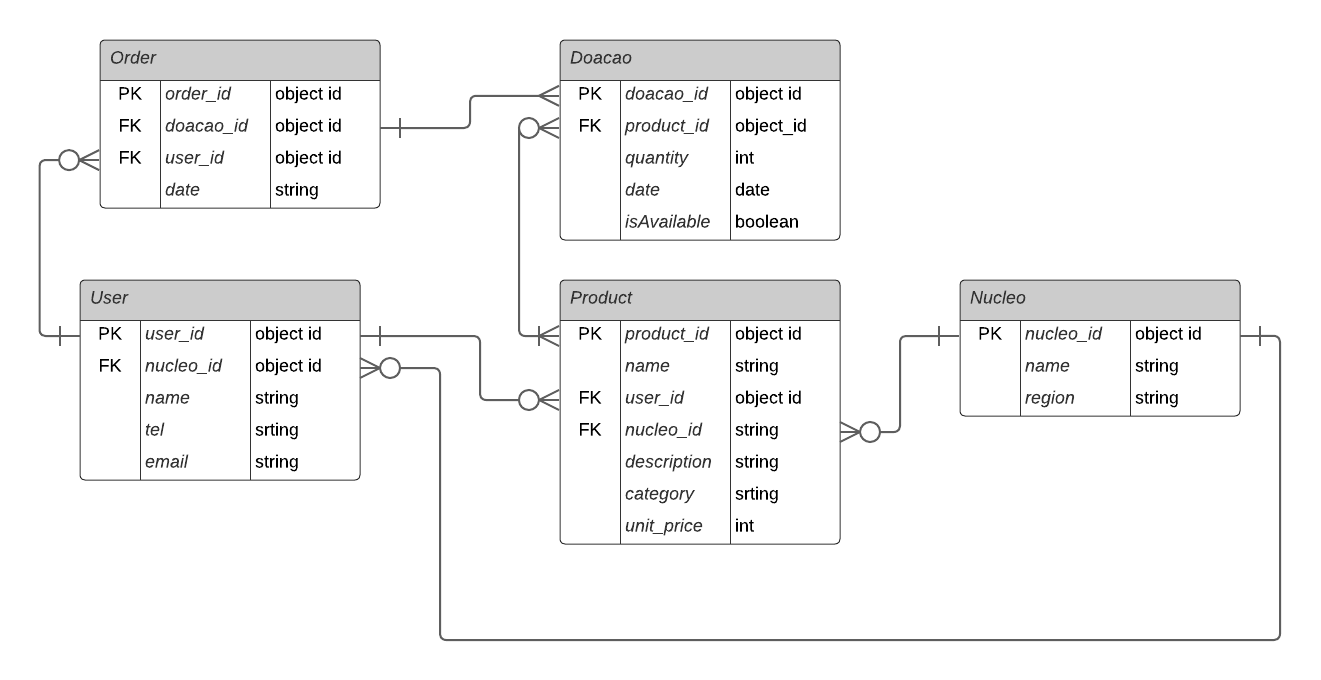 Order
PK order_id object id
FK doacao_id object id
FK user_id object id
date string
Doacao
PK doacao_id object id
FK product_id object_id
quantity int
date date
isAvailable boolean
User
PK user_id object id
FK nucleo_id object id
name string
tel srting
email string
Product
PK product_id object id
name string
FK user_id object id
FK nucleo_id string
description string
category srting
unit_price int
Nucleo
PK nucleo_id object id
name string
region string